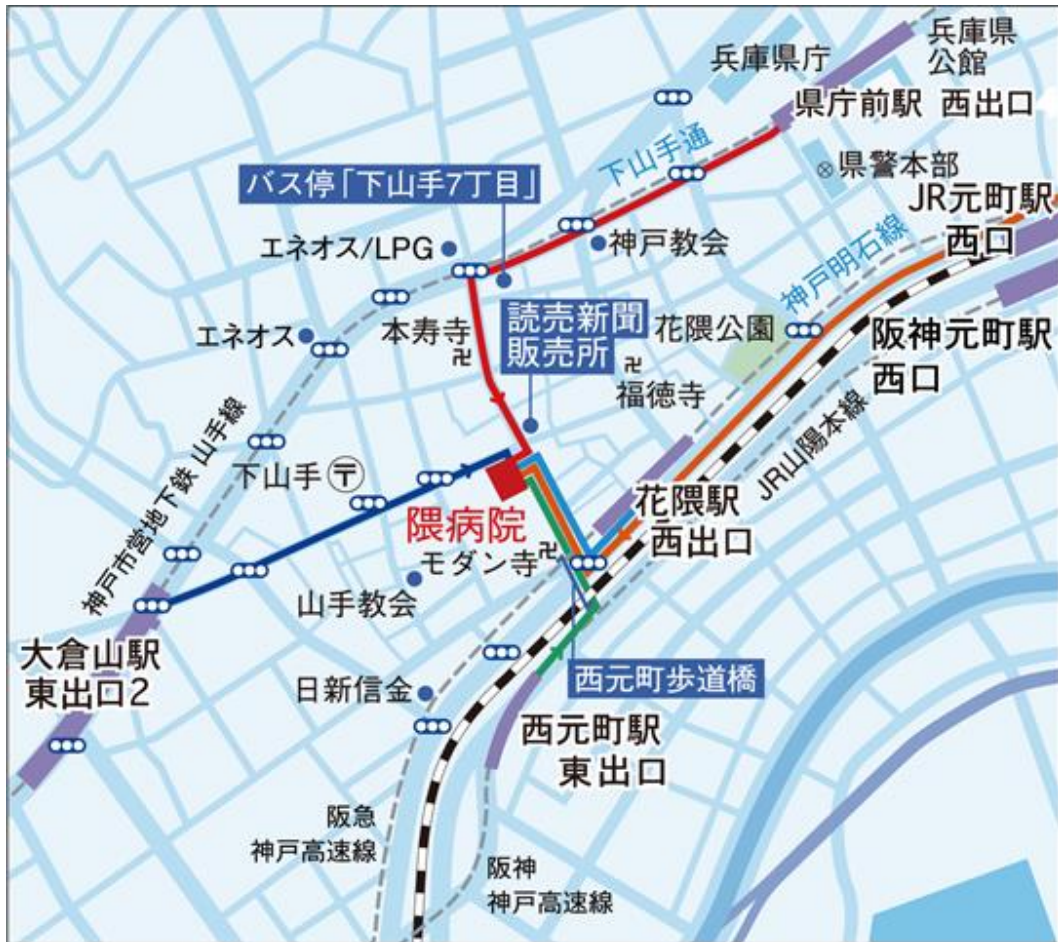 兵庫県庁
兵庫県
公館
県庁前駅 西出口
下山手通
⊗県警本部
バス停「下山手7丁目」
JR元町駅
西口
エネオス/LPG
神戸教会
神戸明石線
読売新聞
販売所
花隈公園
阪神元町駅
西口
エネオス
本寿寺
卍
卍
福徳寺
JR山陽本線
神戸市営地下鉄 山手線
下山手〒
隈病院
花隈駅
西出口
モダン寺
卍
山手教会
大倉山駅
東出口2
日新信金
西元町歩道橋
西元町駅
東出口
阪急
神戸高速線
阪神
神戸高速線